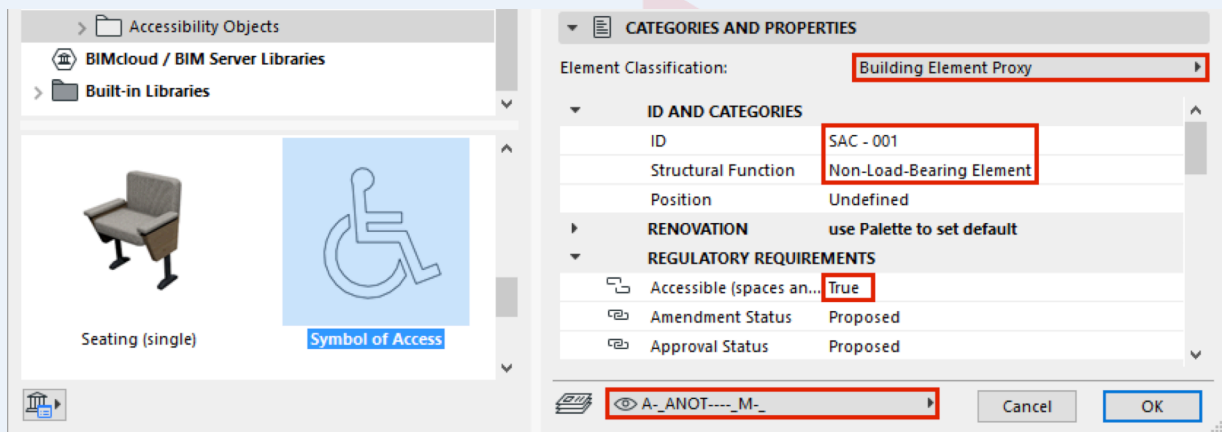 Accessibility Objects
BIMcloud / BIM Server Libraries
Built-in Libraries
Seating (single)
Symbol of Access
CATEGORIES AND PROPERTIES
Element Classification: Building Element Proxy
ID AND CATEGORIES
ID SAC - 001
Structural Function Non-Load-Bearing Element
Position Undefined
RENOVATION use Palette to set default
REGULATORY REQUIREMENTS
Accessible (spaces an... True
Amendment Status Proposed
Approval Status Proposed
A-_ANOT----_M-_
Cancel OK